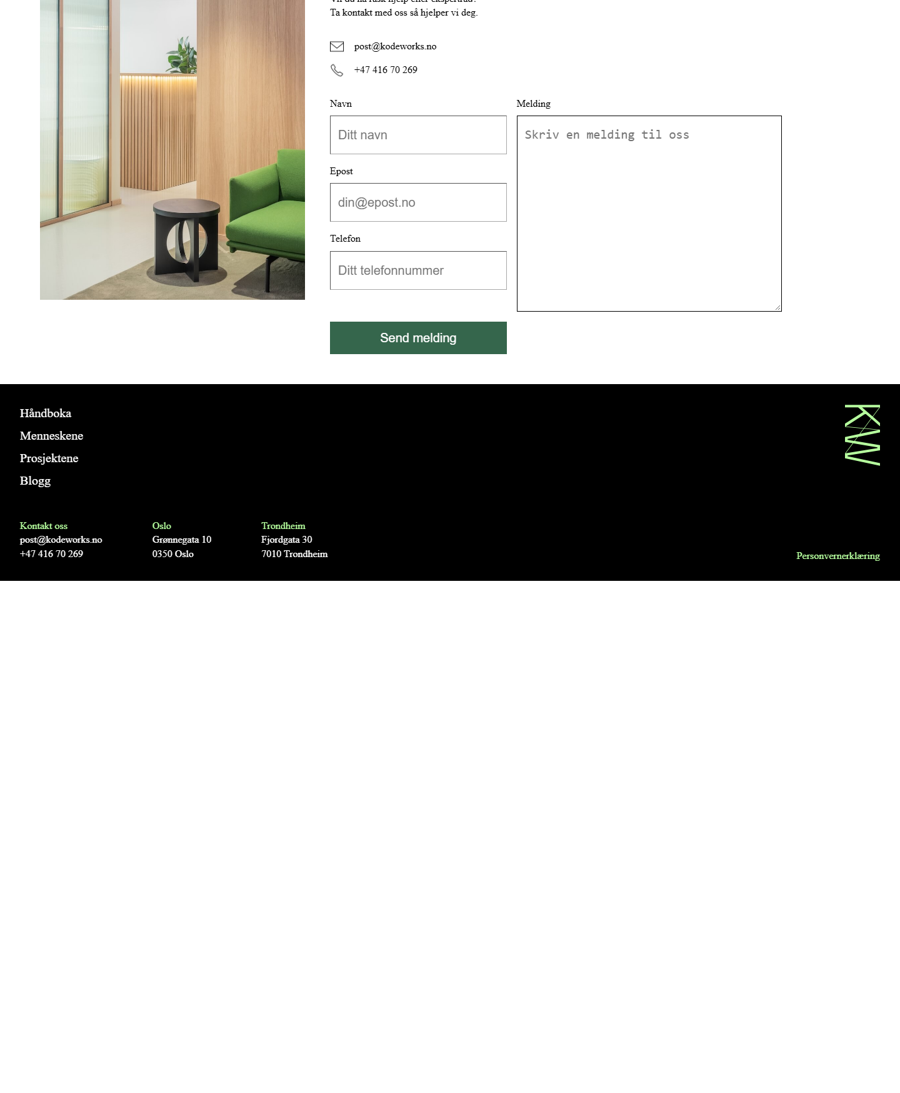 Ta kontakt med oss så hjelper vi deg.
post@kodeworks.no
+47 416 70 269
Navn
Ditt navn
Epost
din@epost.no
Telefon
Ditt telefonnummer
Melding
Skriv en melding til oss
Send melding
Håndboka
Menneskene
Prosjektene
Blogg
KW
Kontakt oss
post@kodeworks.no
+47 416 70 269
Oslo
Grønnegata 10
0350 Oslo
Trondheim
Fjordgata 30
7010 Trondheim
Personvernerklæring